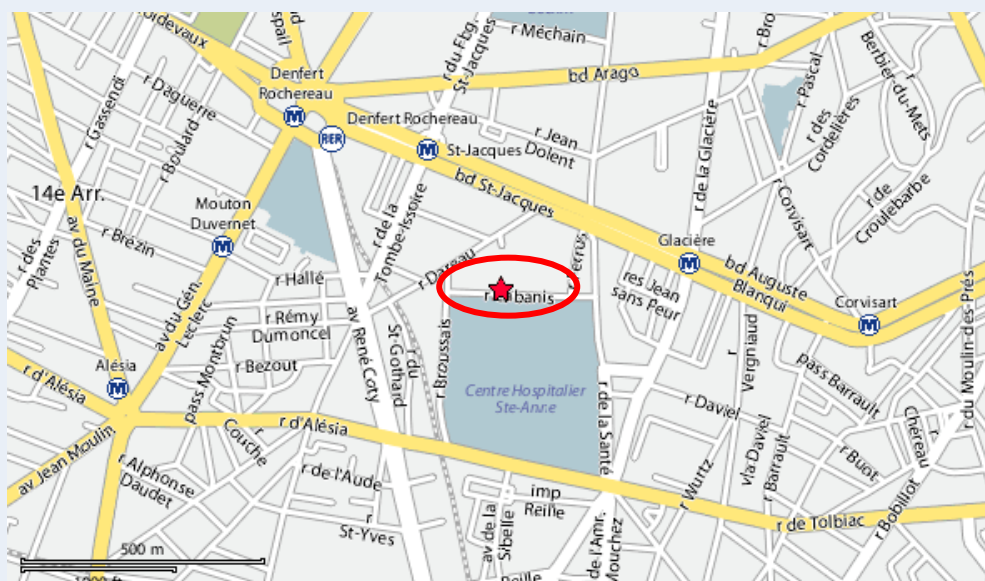 r Méchain
bd Arago
r du Fbg
St-Jacques
Denfert
Rochereau
M
RER
Denfert Rochereau
M
St-Jacques
bd St-Jacques
r Jean
Dolent
r Daguerre
r Gassendi
r Boulard
14è Arr.
Mouton
Duvernet
M
r Brézin
r des
Plantes
av du Maine
av du Gén.
Leclerc
r Hallé
r de la
Tombe-Issoire
r Dareau
r de la Glacière
r Pascal
r des
Cordelières
Berbier-du-Mets
r de
Croulebarbe
r Corvisart
Glacière
M
bd Auguste
Blanqui
Corvisart
M
res Jean
sans Peur
r Rémy
Dumoncel
r Bezout
av René Coty
r du
St-Gothard
r Broussais
Centre Hospitalier
Ste-Anne
r de La Santé
r Vergniaud
pass Barrault
r du Moulin-des-Prés
Alésia
M
r d'Alésia
pass Montbrun
r Daviel
vla Daviel
r Barrault
r Buot
Chéreau
r Bobillot
r d'Alésia
r
Couche
av Jean Moulin
r Alphonse
Daudet
r de l'Aude
r
St-Yves
imp
Reille
av de la
Sibelle
r Wurtz
r de Tolbiac
de l'Amr.
Mouchez
Reille
500 m